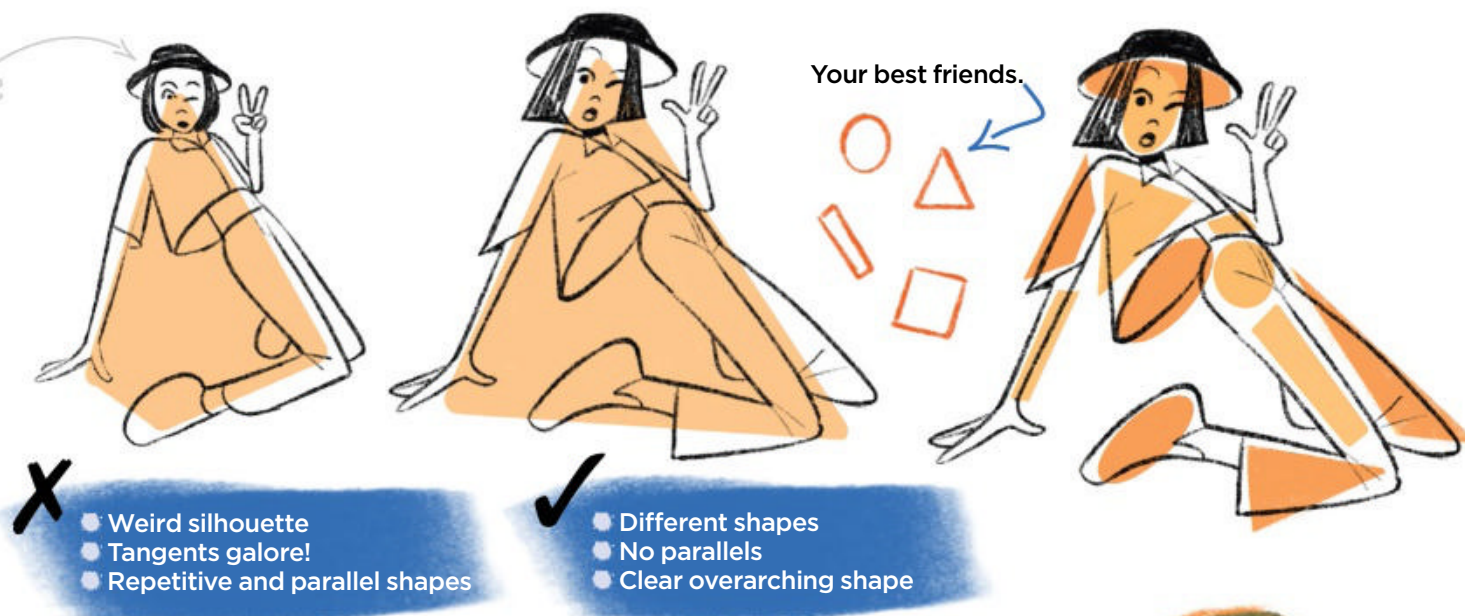 Your best friends.
Weird silhouette
Tangents galore!
Repetitive and parallel shapes
Different shapes
No parallels
Clear overarching shape